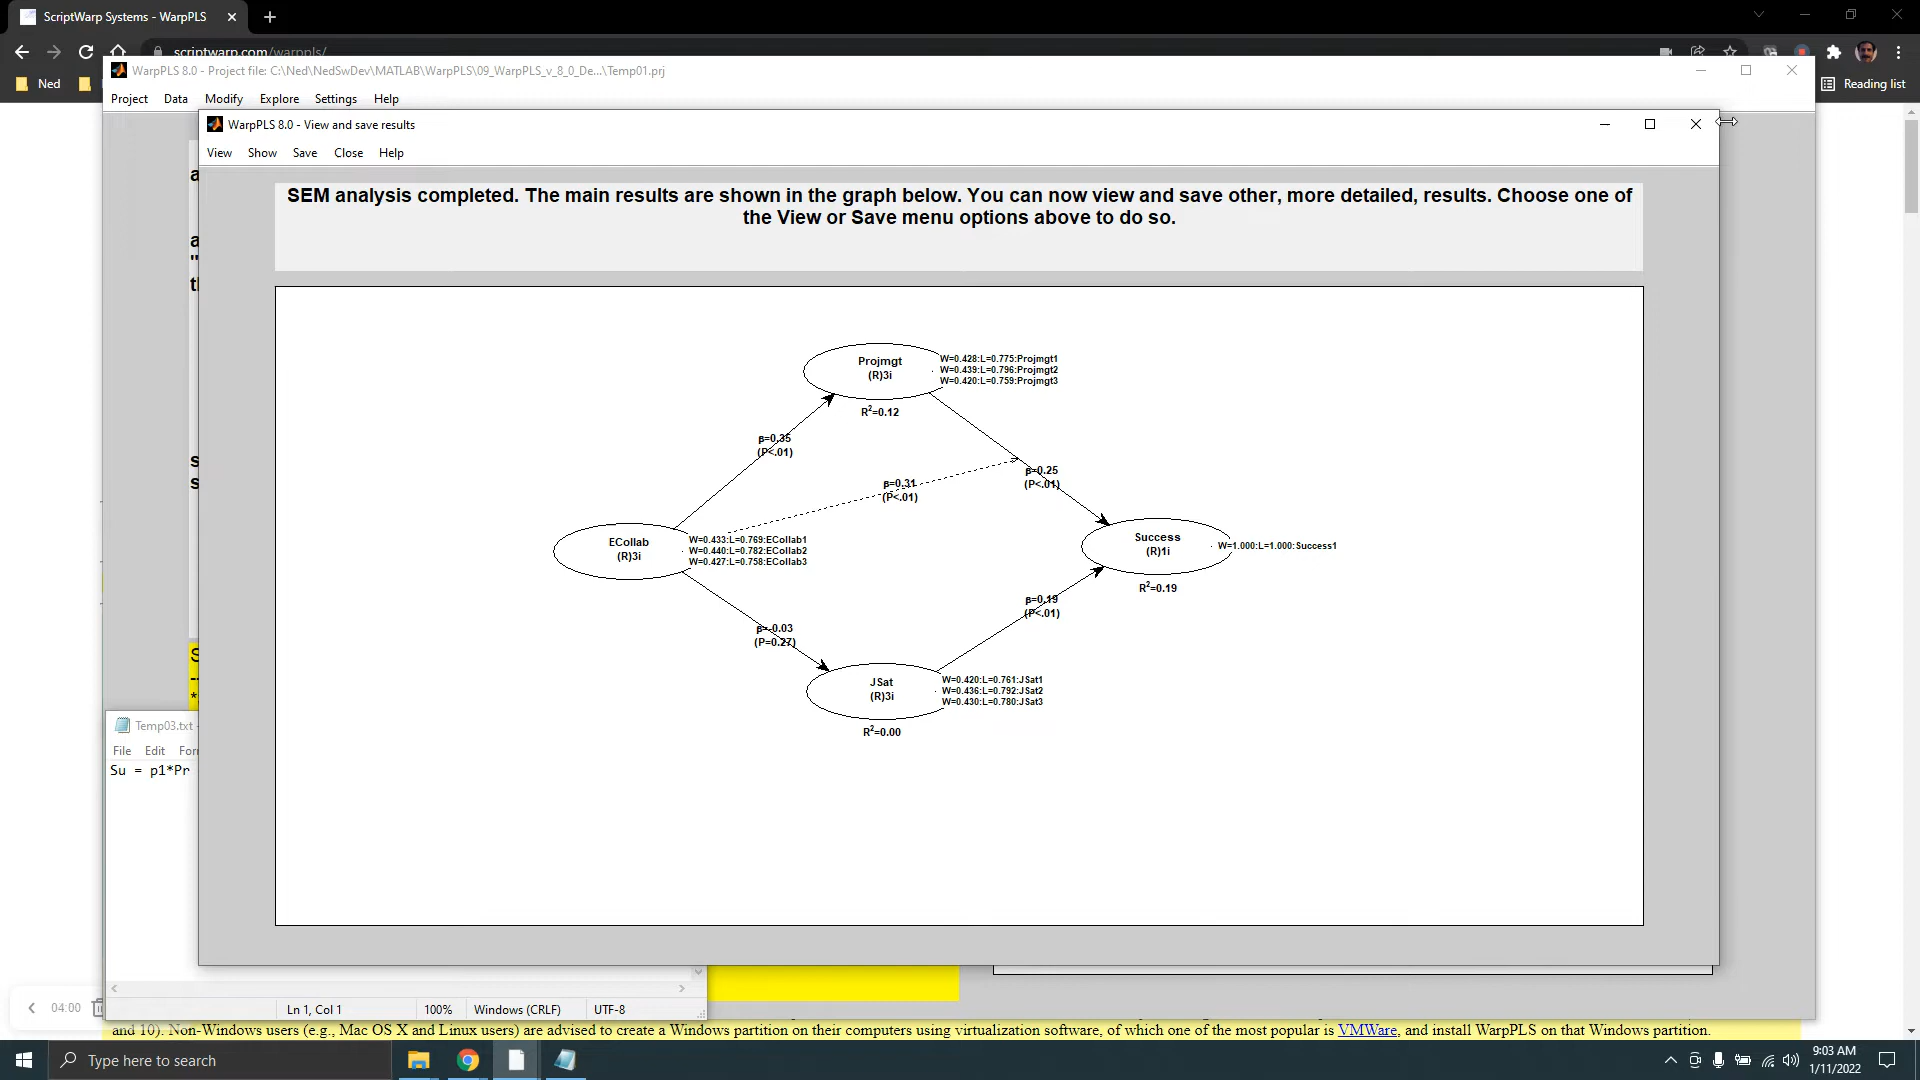 ScriptWarp Systems - WarpPLS
scriptwarp.com/warppls/
Ned
Reading list
WarpPLS 8.0 - Project file: C:\Ned\NedSwDev\MATLAB\WarpPLS\09_WarpPLS_v_8_0_De...\Temp01.prj
Project Data Modify Explore Settings Help
WarpPLS 8.0 - View and save results
View Show Save Close Help
SEM analysis completed. The main results are shown in the graph below. You can now view and save other, more detailed, results. Choose one of
the View or Save menu options above to do so.
Projmgt
(R)3i
W=0.428:L=0.775:Projmgt1
W=0.439:L=0.796:Projmgt2
W=0.420:L=0.759:Projmgt3
R²=0.12
β=0.35
(P<.01)
β=0.25
(P<.01)
β=0.31
(P<.01)
ECollab
(R)3i
W=0.433:L=0.769:ECollab1
W=0.440:L=0.782:ECollab2
W=0.427:L=0.758:ECollab3
Success
(R)1i
W=1.000:L=1.000:Success1
R²=0.19
β=0.19
(P<.01)
β=-0.03
(P=0.27)
JSat
(R)3i
W=0.420:L=0.761:JSat1
W=0.436:L=0.792:JSat2
W=0.430:L=0.780:JSat3
R²=0.00
Temp03.txt -
File Edit For
Su = p1*Pr
04:00
Ln 1, Col 1 100% Windows (CRLF) UTF-8
and 10). Non-Windows users (e.g., Mac OS X and Linux users) are advised to create a Windows partition on their computers using virtualization software, of which one of the most popular is VMWare, and install WarpPLS on that Windows partition.
Type here to search
9:03 AM
1/11/2022